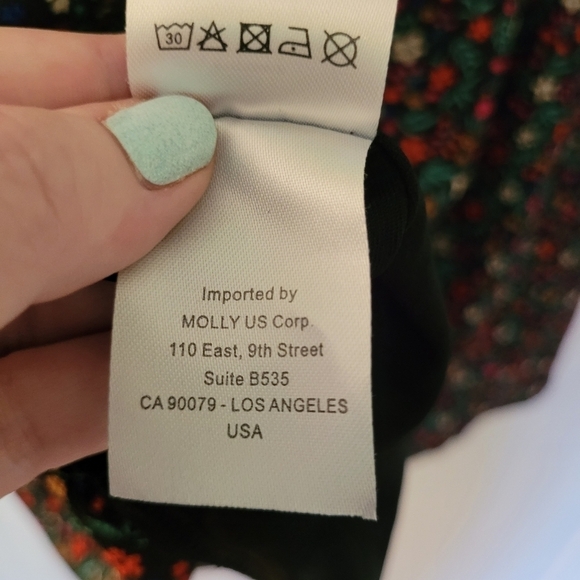 30
Imported by
MOLLY US Corp.
110 East, 9th Street
Suite B535
CA 90079 - LOS ANGELES
USA